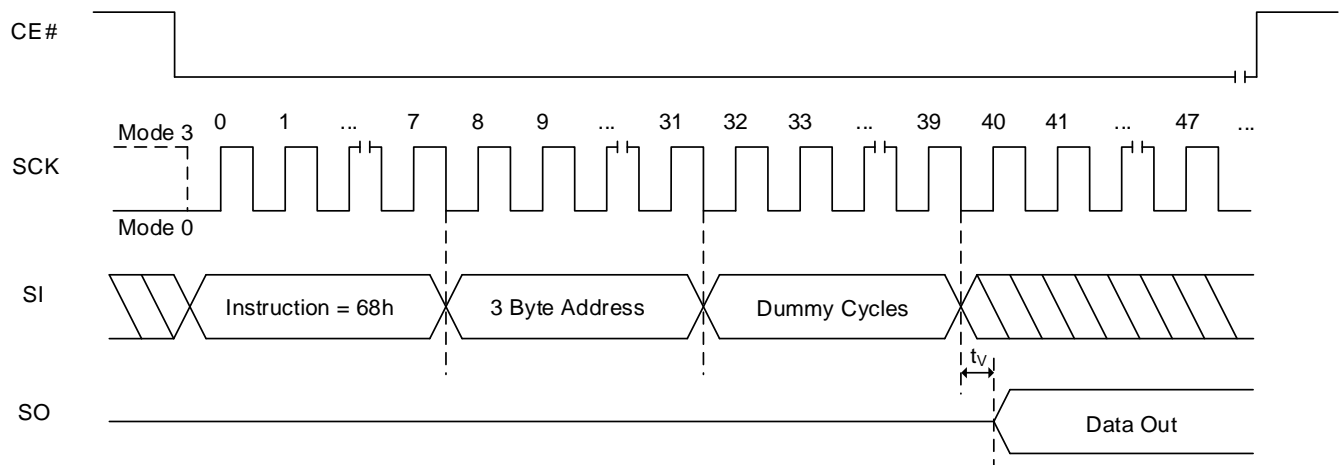 CE#
0 1 ... 7 8 9 ... 31 32 33 ... 39 40 41 ... 47 ...
Mode 3
SCK
Mode 0
SI Instruction = 68h 3 Byte Address Dummy Cycles
tV
SO Data Out